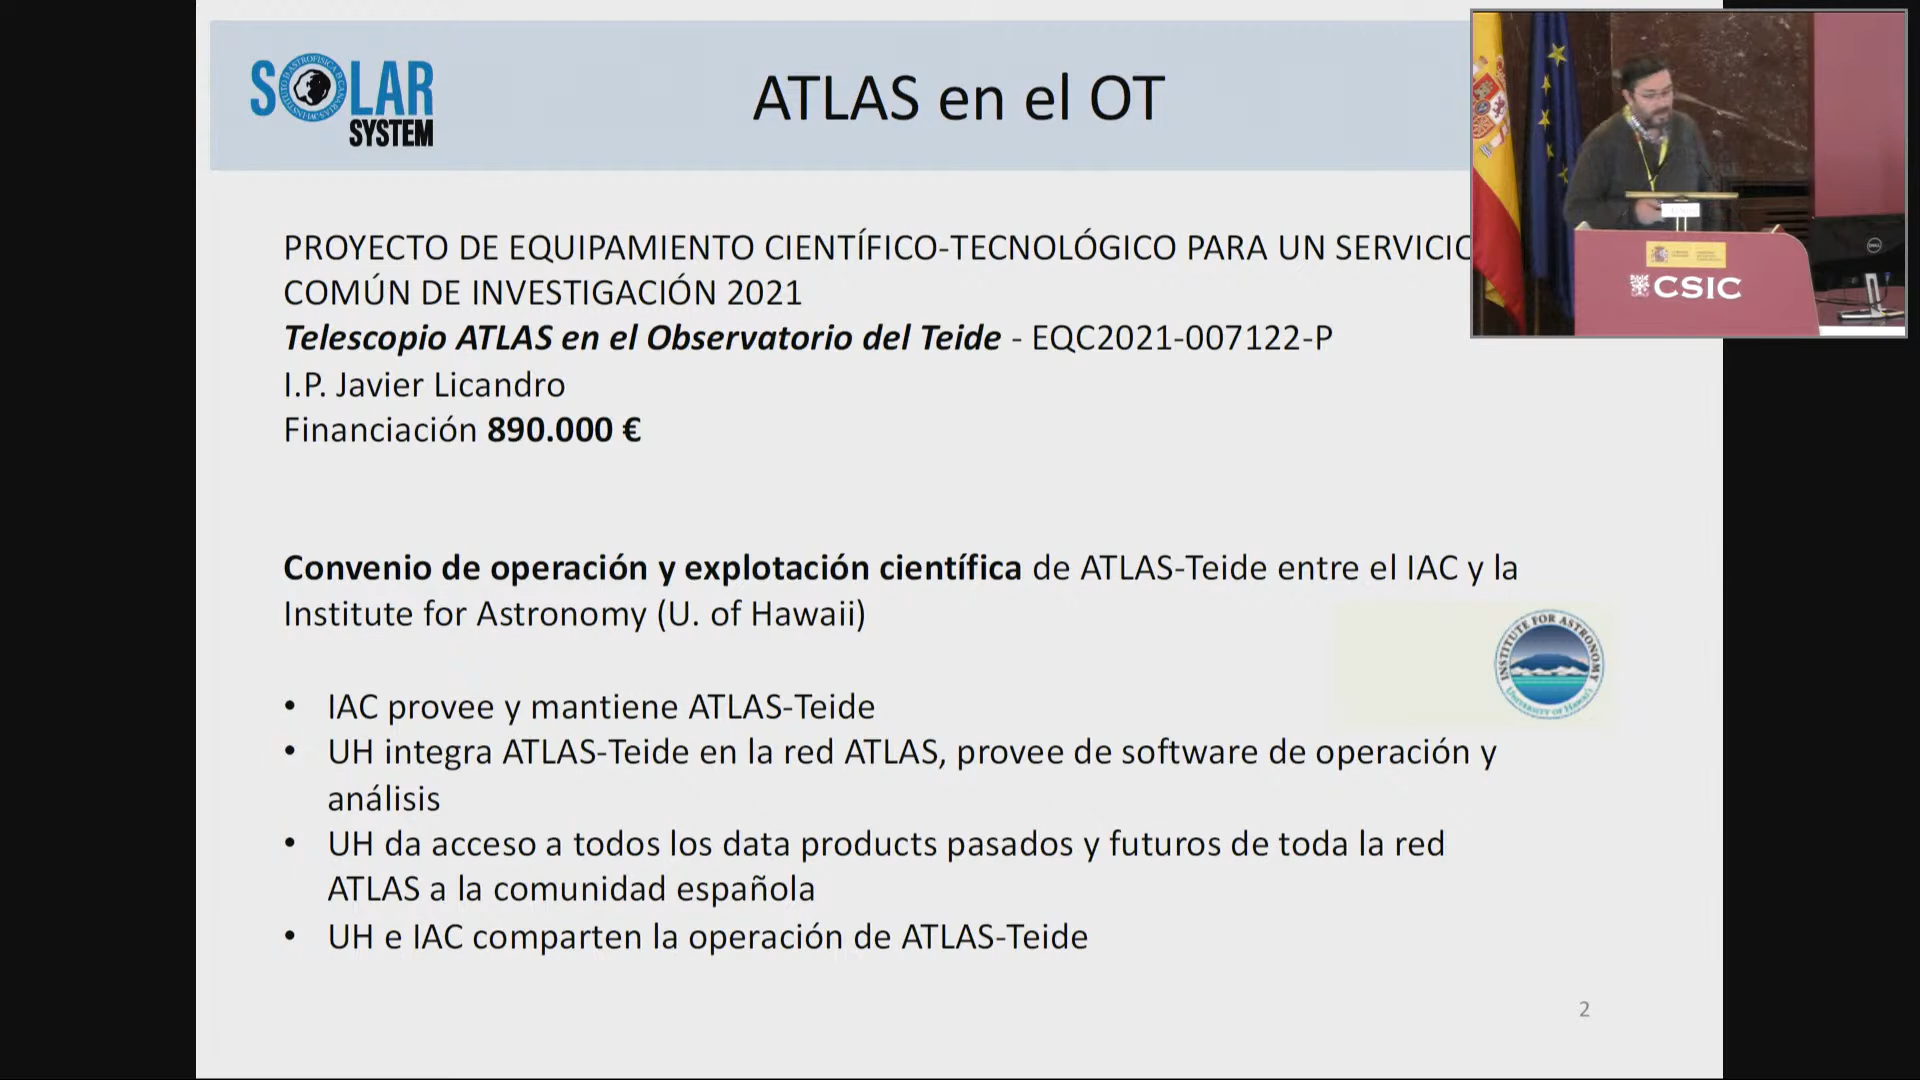 SOLAR
SYSTEM
ATLAS en el OT
PROYECTO DE EQUIPAMIENTO CIENTÍFICO-TECNOLÓGICO PARA UN SERVICIO
COMÚN DE INVESTIGACIÓN 2021
Telescopio ATLAS en el Observatorio del Teide - EQC2021-007122-P
I.P. Javier Licandro
Financiación 890.000 €
CSIC
Convenio de operación y explotación científica de ATLAS-Teide entre el IAC y la
Institute for Astronomy (U. of Hawaii)
INSTITUTE FOR ASTRONOMY
UNIVERSITY OF HAWAI'I
• IAC provee y mantiene ATLAS-Teide
• UH integra ATLAS-Teide en la red ATLAS, provee de software de operación y
análisis
• UH da acceso a todos los data products pasados y futuros de toda la red
ATLAS a la comunidad española
• UH e IAC comparten la operación de ATLAS-Teide
2